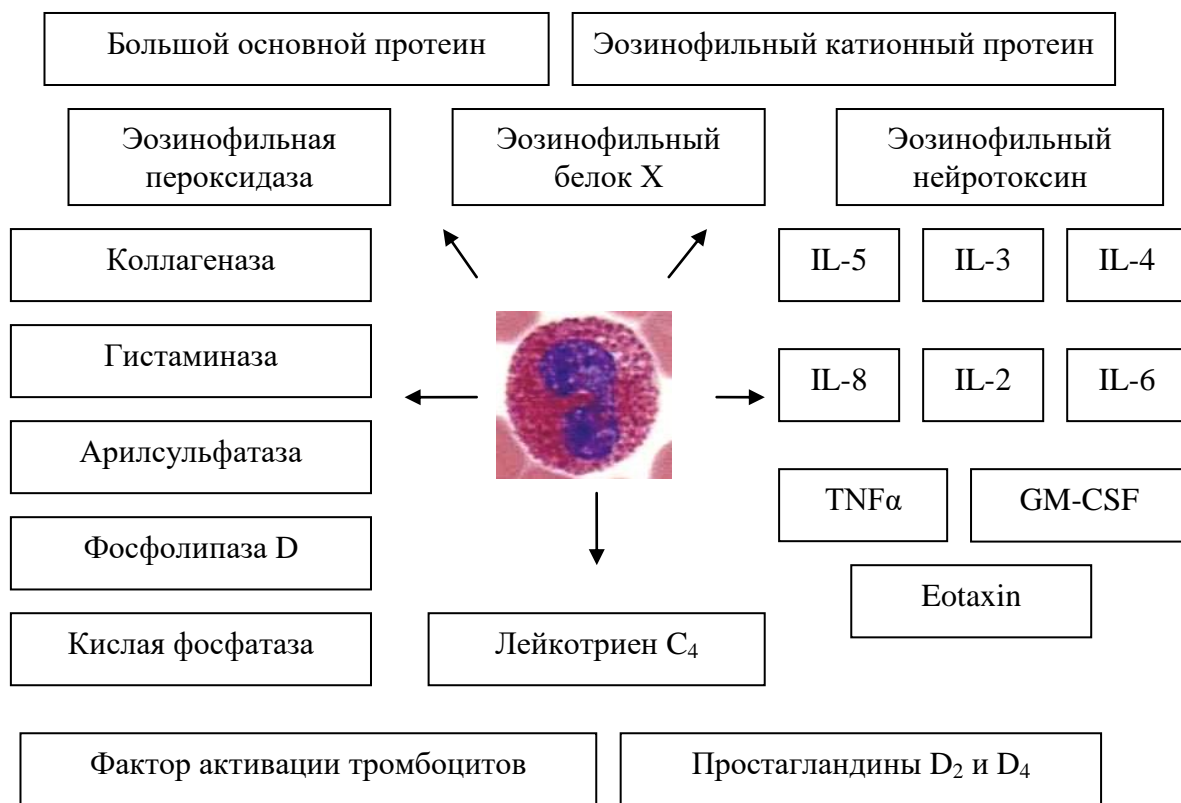 Большой основной протеин
Эозинофильный катионный протеин
Эозинофильная
пероксидаза
Эозинофильный
белок X
Эозинофильный
нейротоксин
Коллагеназа
IL-5
IL-3
IL-4
Гистаминаза
IL-8
IL-2
IL-6
Арилсульфатаза
TNFα
GM-CSF
Фосфолипаза D
Eotaxin
Кислая фосфатаза
Лейкотриен C₄
Фактор активации тромбоцитов
Простагландины D₂ и D₄